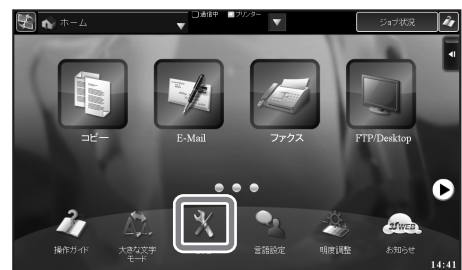 ホーム
通信中 プリンター
ジョブ状況
コピー
E-Mail
ファクス
FTP/Desktop
操作ガイド
大きな文字
モード
言語設定
明度調整
WEB
お知らせ
14:41